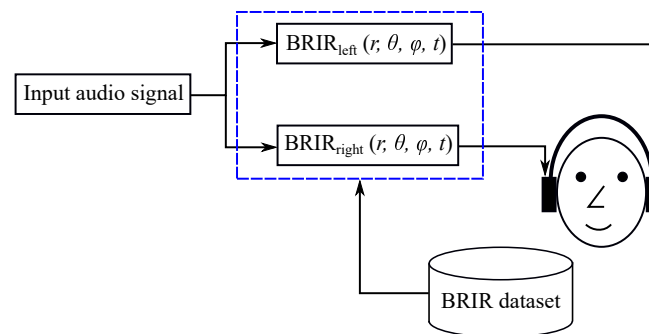 BRIR_left (r, θ, φ, t)
Input audio signal
BRIR_right (r, θ, φ, t)
BRIR dataset